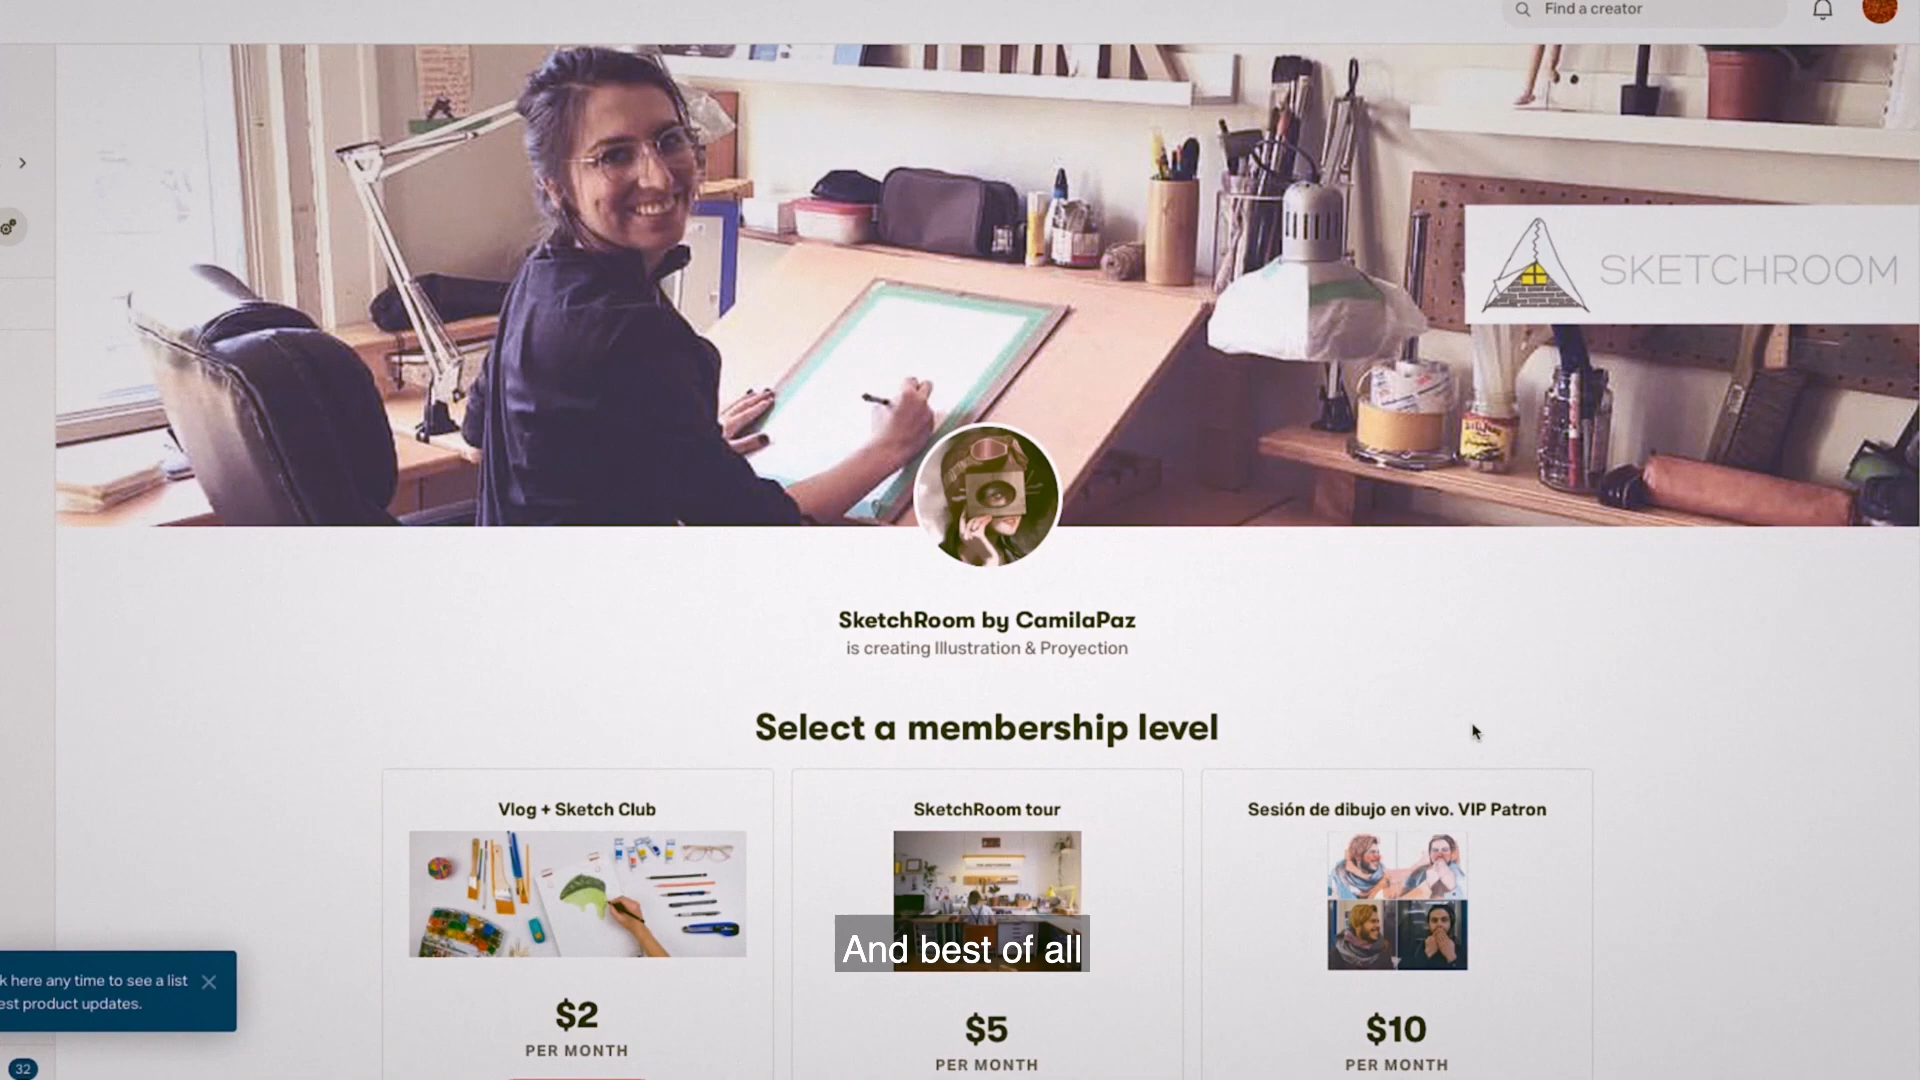 Find a creator
SKETCHROOM
SketchRoom by CamilaPaz
is creating Illustration & Proyection
Select a membership level
Vlog + Sketch Club
SketchRoom tour
Sesión de dibujo en vivo. VIP Patron
And best of all
k here any time to see a list
est product updates.
$2
PER MONTH
$5
PER MONTH
$10
PER MONTH
32